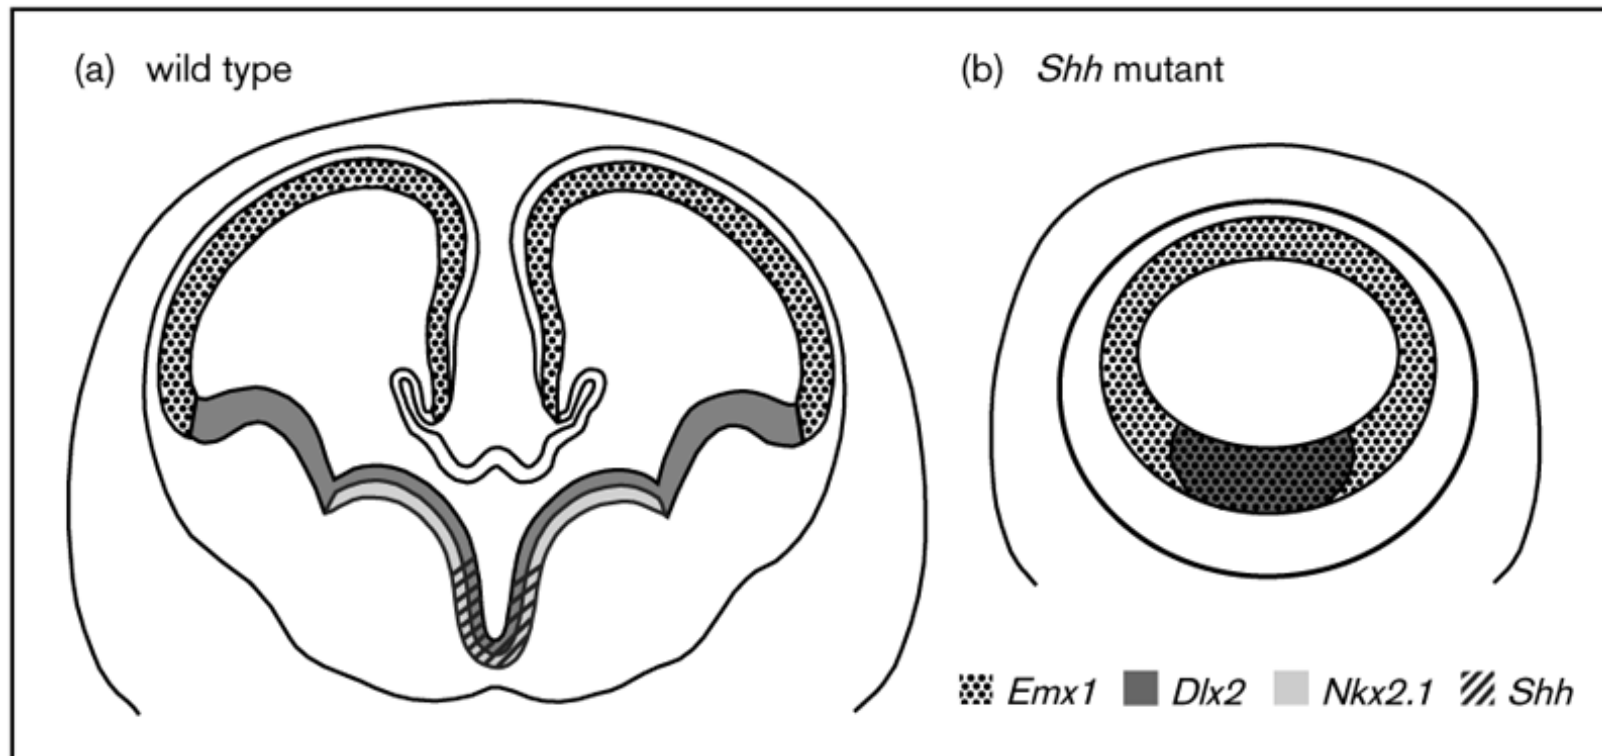 (a) wild type
(b) Shh mutant
Emx1 Dlx2 Nkx2.1 Shh